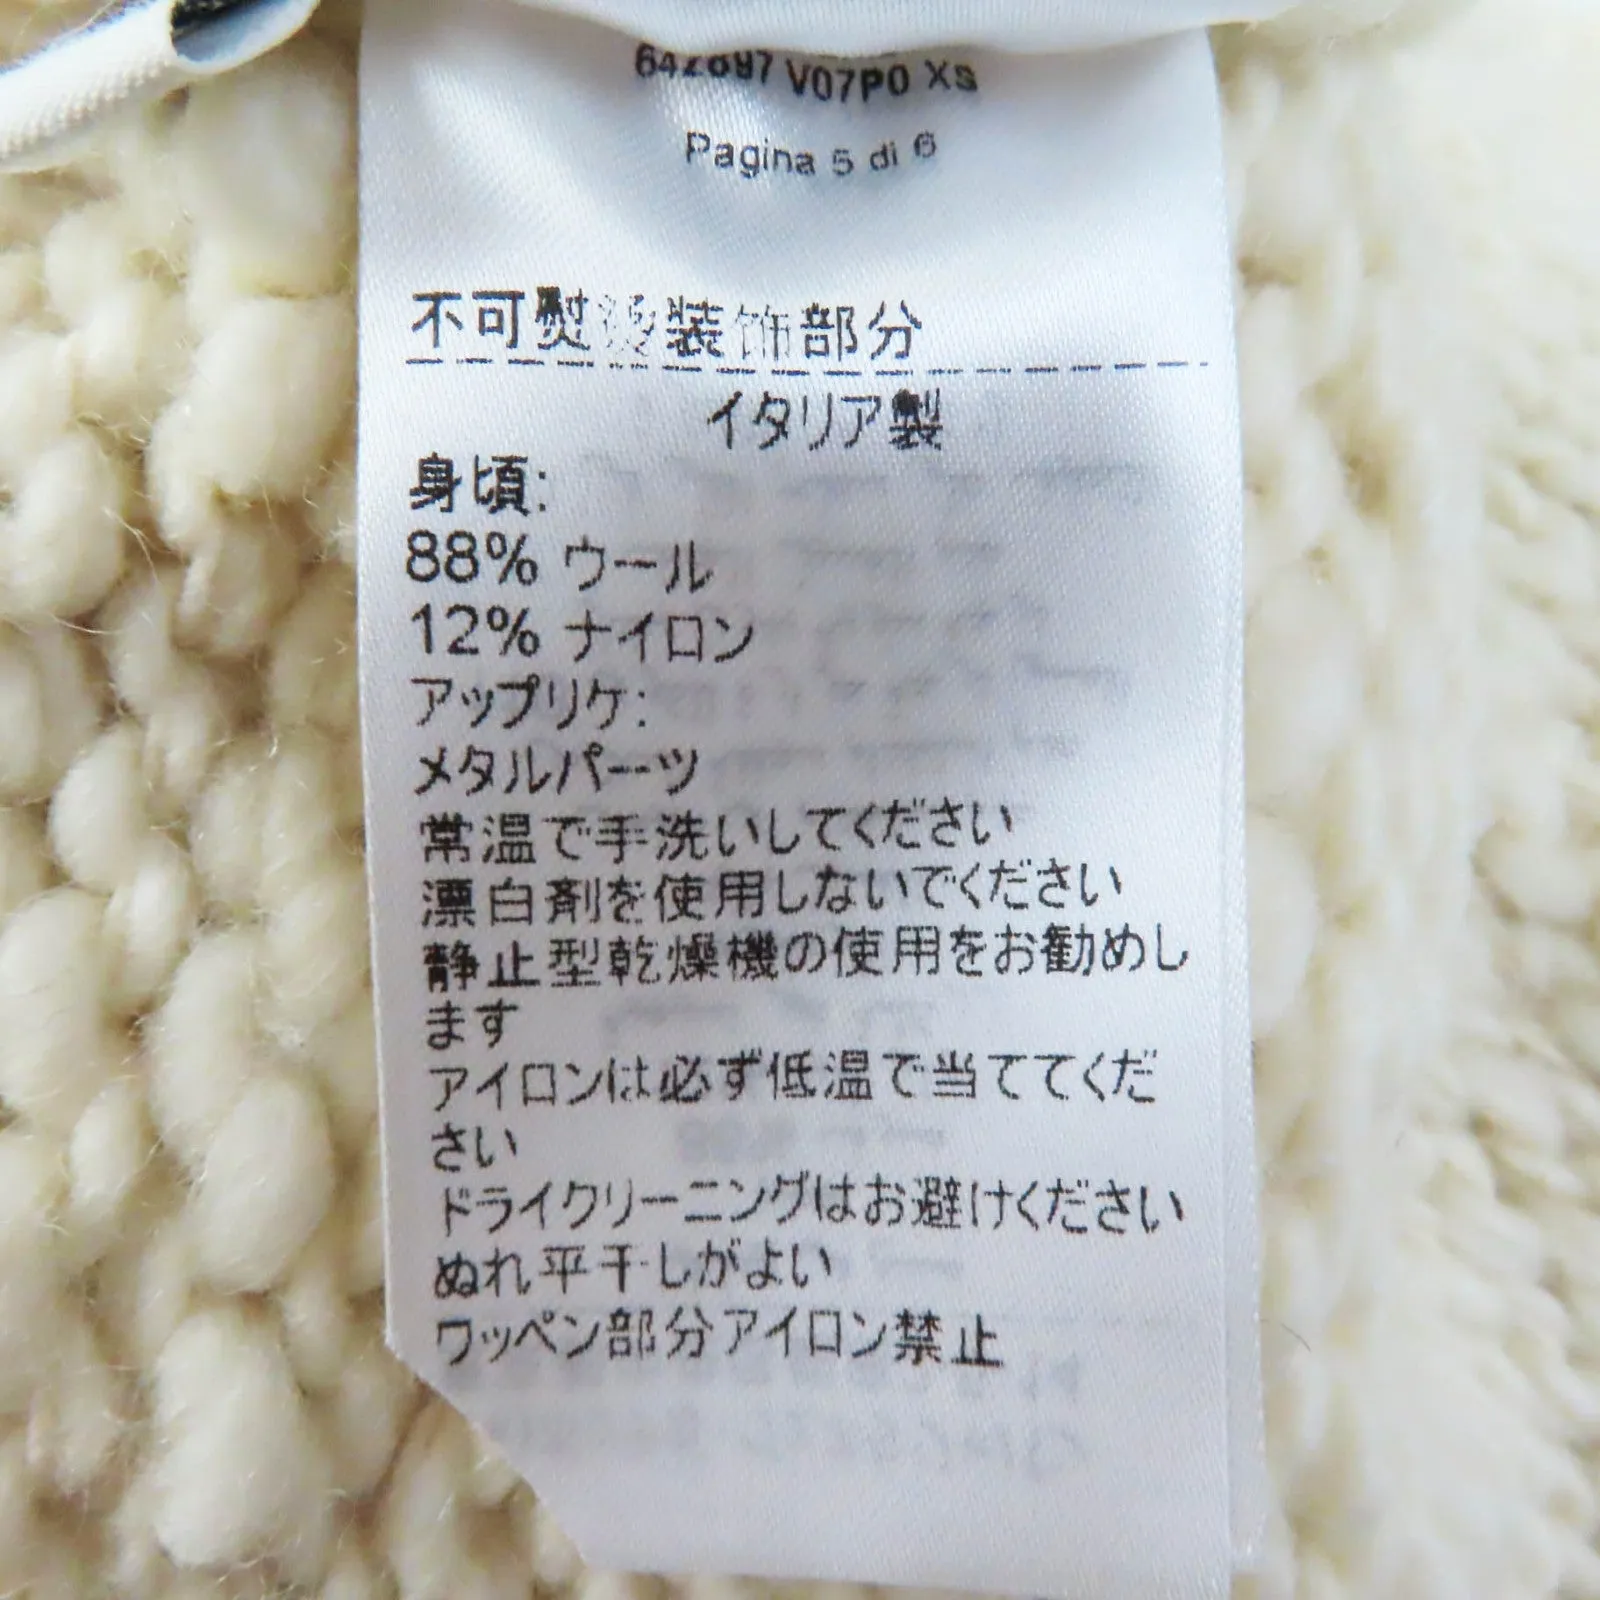 642897 V07P0 XS
Pagina 5 di 6
不可熨烫装饰部分
イタリア製
身頃:
88% ウール
12% ナイロン
アップリケ:
メタルパーツ
常温で手洗いしてください
漂白剤を使用しないでください
静止型乾燥機の使用をお勧めし
ます
アイロンは必ず低温で当ててくだ
さい
ドライクリーニングはお避けください
ぬれ平干しがよい
ワッペン部分アイロン禁止